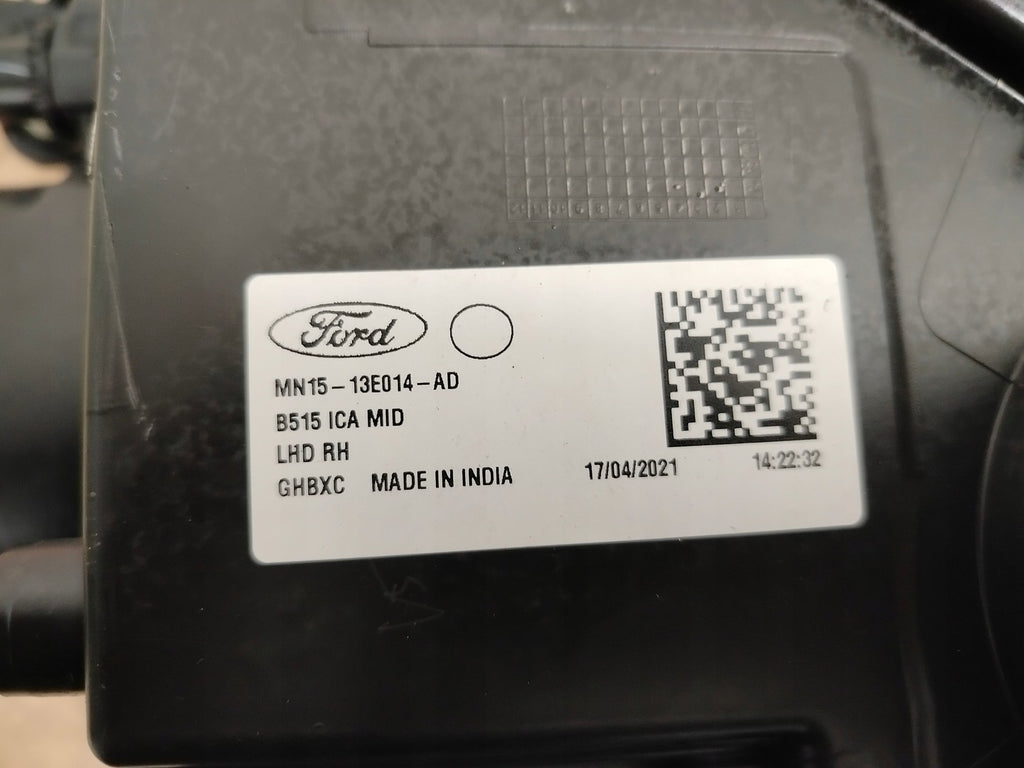 Ford
MN15-13E014-AD
B515 ICA MID
LHD RH
GHBXC MADE IN INDIA 17/04/2021 14:22:32